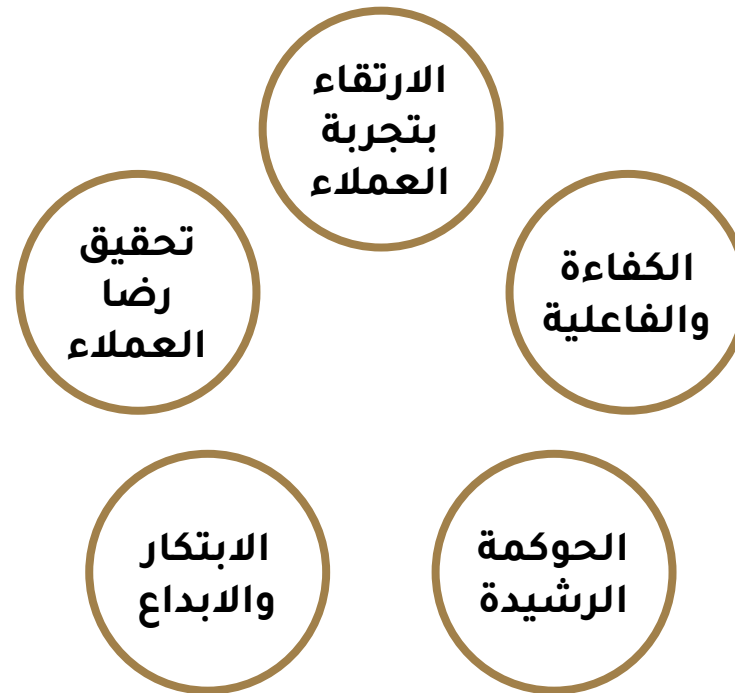 الارتقاء
بتجربة
العملاء
الكفاءة
والفاعلية
تحقيق
رضا
العملاء
الحوكمة
الرشيدة
الابتكار
والابداع